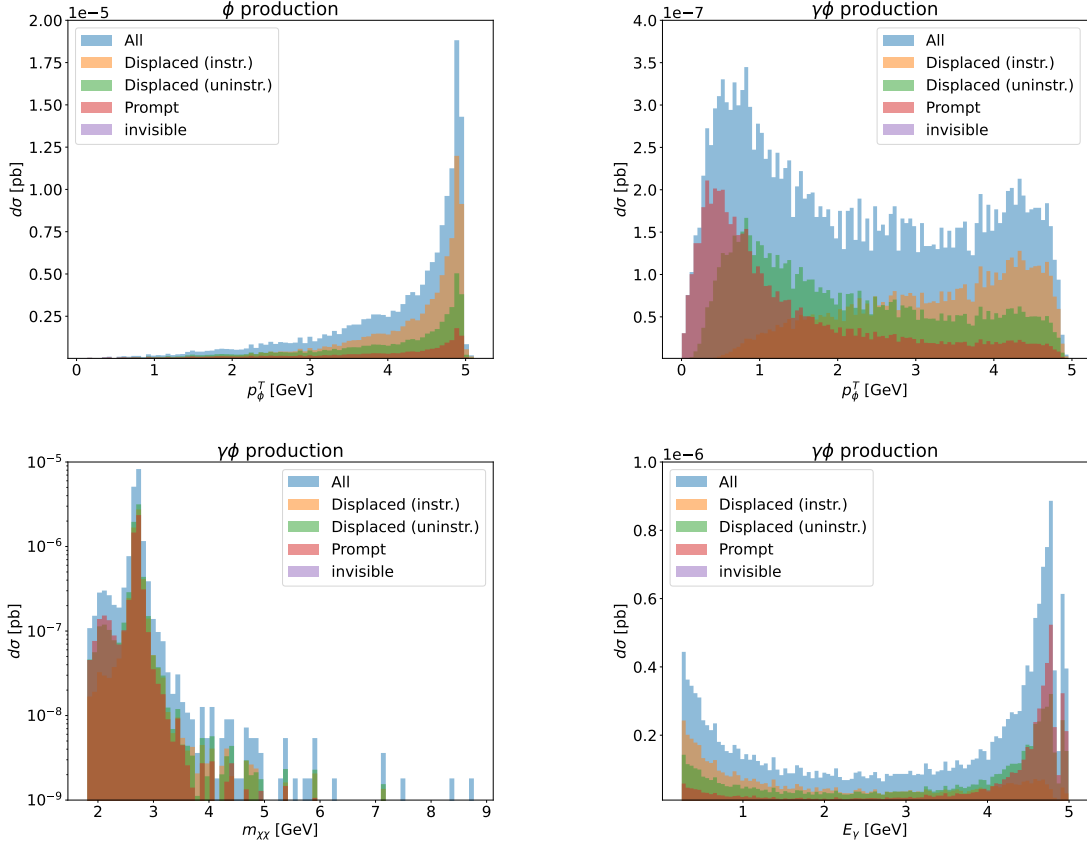 ϕ production
1e−5
2.00
1.75
1.50
1.25
1.00
0.75
0.50
0.25
dσ [pb]
All
Displaced (instr.)
Displaced (uninstr.)
Prompt
invisible
0 1 2 3 4 5
p_ϕ^T [GeV]
γϕ production
1e−7
4.0
3.5
3.0
2.5
2.0
1.5
1.0
0.5
dσ [pb]
All
Displaced (instr.)
Displaced (uninstr.)
Prompt
invisible
0 1 2 3 4 5
p_ϕ^T [GeV]
γϕ production
10^−5
10^−6
10^−7
10^−8
10^−9
dσ [pb]
All
Displaced (instr.)
Displaced (uninstr.)
Prompt
invisible
2 3 4 5 6 7 8 9
m_χχ [GeV]
γϕ production
1e−6
1.0
0.8
0.6
0.4
0.2
dσ [pb]
All
Displaced (instr.)
Displaced (uninstr.)
Prompt
invisible
1 2 3 4 5
E_γ [GeV]